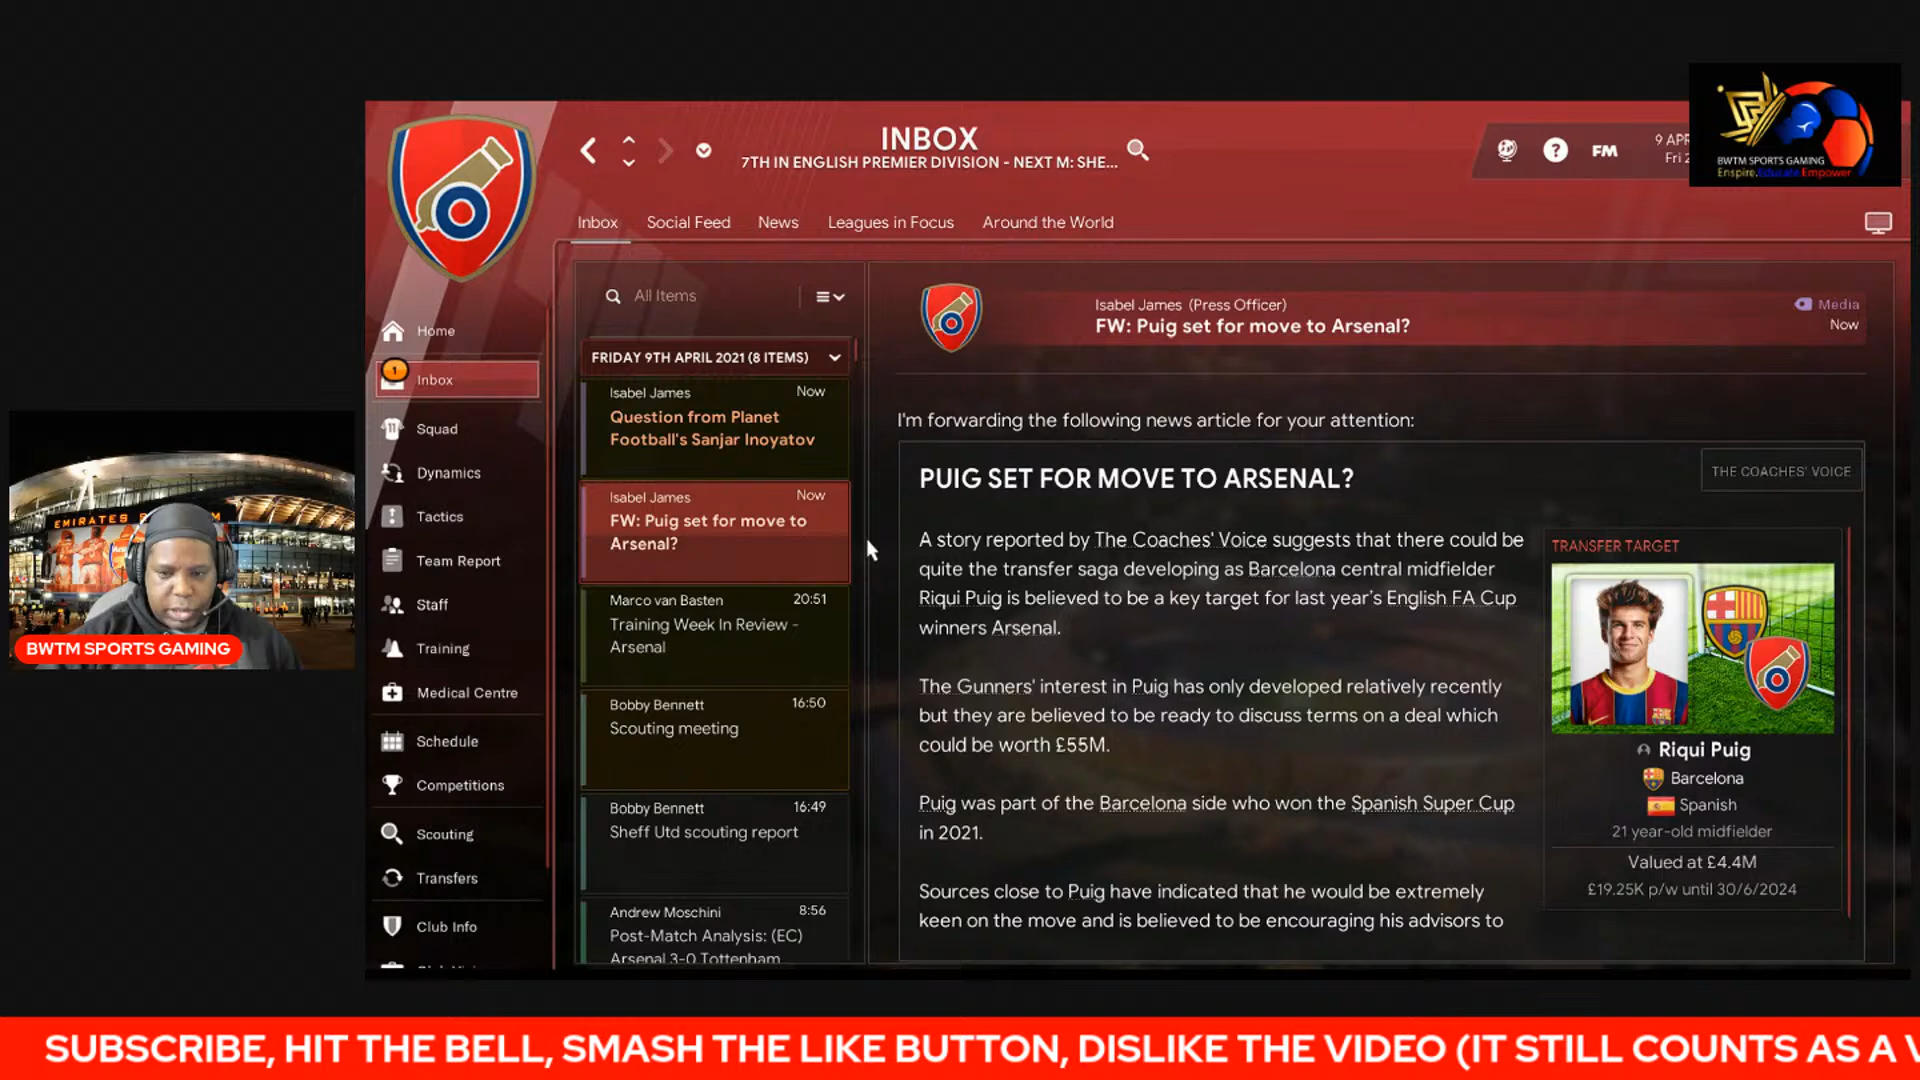 INBOX
7TH IN ENGLISH PREMIER DIVISION - NEXT M: SHE...
?
FM
9 APR
Fri 2
BWTM SPORTS GAMING
Enspire.Educate.Empower
Inbox
Social Feed
News
Leagues in Focus
Around the World
Home
1
Inbox
11
Squad
Dynamics
Tactics
Team Report
Staff
Training
Medical Centre
Schedule
Competitions
Scouting
Transfers
Club Info
All Items
FRIDAY 9TH APRIL 2021 (8 ITEMS)
Isabel James
Now
Question from Planet
Football's Sanjar Inoyatov
Isabel James
Now
FW: Puig set for move to
Arsenal?
Marco van Basten
20:51
Training Week In Review -
Arsenal
Bobby Bennett
16:50
Scouting meeting
Bobby Bennett
16:49
Sheff Utd scouting report
Andrew Moschini
8:56
Post-Match Analysis: (EC)
Arsenal 3-0 Tottenham
Isabel James (Press Officer)
FW: Puig set for move to Arsenal?
Media
Now
I'm forwarding the following news article for your attention:
PUIG SET FOR MOVE TO ARSENAL?
THE COACHES' VOICE
A story reported by The Coaches' Voice suggests that there could be
quite the transfer saga developing as Barcelona central midfielder
Riqui Puig is believed to be a key target for last year's English FA Cup
winners Arsenal.
The Gunners' interest in Puig has only developed relatively recently
but they are believed to be ready to discuss terms on a deal which
could be worth £55M.
Puig was part of the Barcelona side who won the Spanish Super Cup
in 2021.
Sources close to Puig have indicated that he would be extremely
keen on the move and is believed to be encouraging his advisors to
TRANSFER TARGET
Riqui Puig
Barcelona
Spanish
21 year-old midfielder
Valued at £4.4M
£19.25K p/w until 30/6/2024
EMIRATES
BWTM SPORTS GAMING
SUBSCRIBE, HIT THE BELL, SMASH THE LIKE BUTTON, DISLIKE THE VIDEO (IT STILL COUNTS AS A V